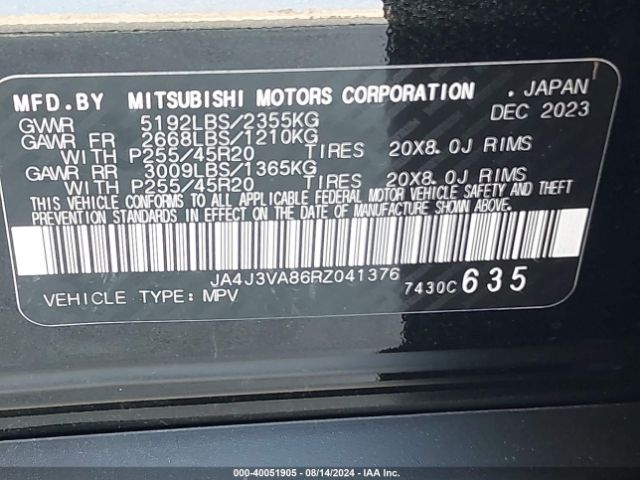 MFD.BY MITSUBISHI MOTORS CORPORATION . JAPAN
GVWR 5192LBS/2355KG DEC 2023
GAWR FR 2668LBS/1210KG
WITH P255/45R20 TIRES 20X8.0J RIMS
GAWR RR 3009LBS/1365KG
WITH P255/45R20 TIRES 20X8.0J RIMS
THIS VEHICLE CONFORMS TO ALL APPLICABLE FEDERAL MOTOR VEHICLE SAFETY AND THEFT
PREVENTION STANDARDS IN EFFECT ON THE DATE OF MANUFACTURE SHOWN ABOVE.
JA4J3VA86RZ041376
VEHICLE TYPE:MPV 7430C 635
000-40051905 - 08/14/2024 - IAA Inc.